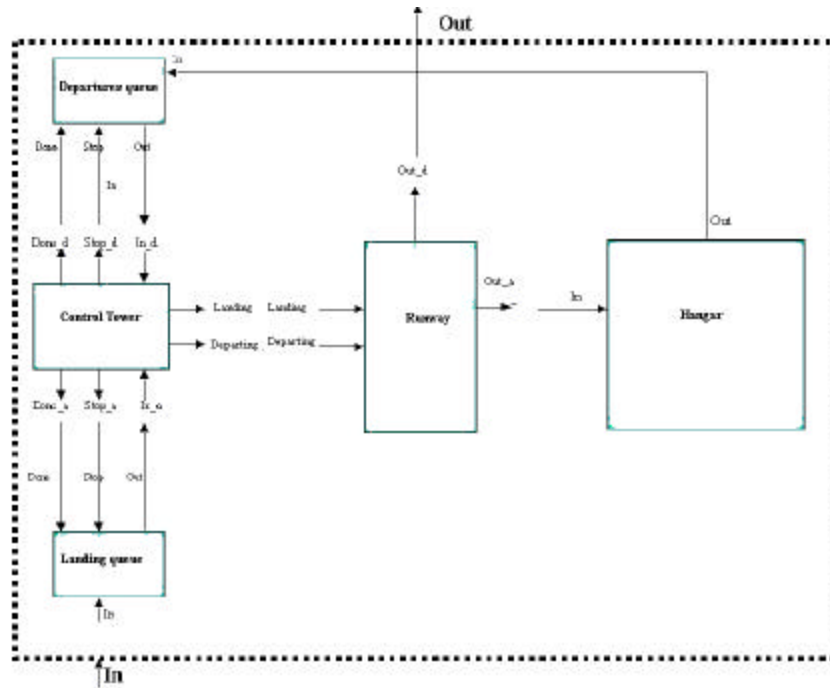 Out
In
Departures queue
Done Stop Out
Out_d
In
Out
Done_d Stop_d In_d
Out_a
Control Tower
Landing Landing
In
Runway
Hangar
Departing Departing
Done_a Stop_a In_a
Done Stop Out
Landing queue
In
In